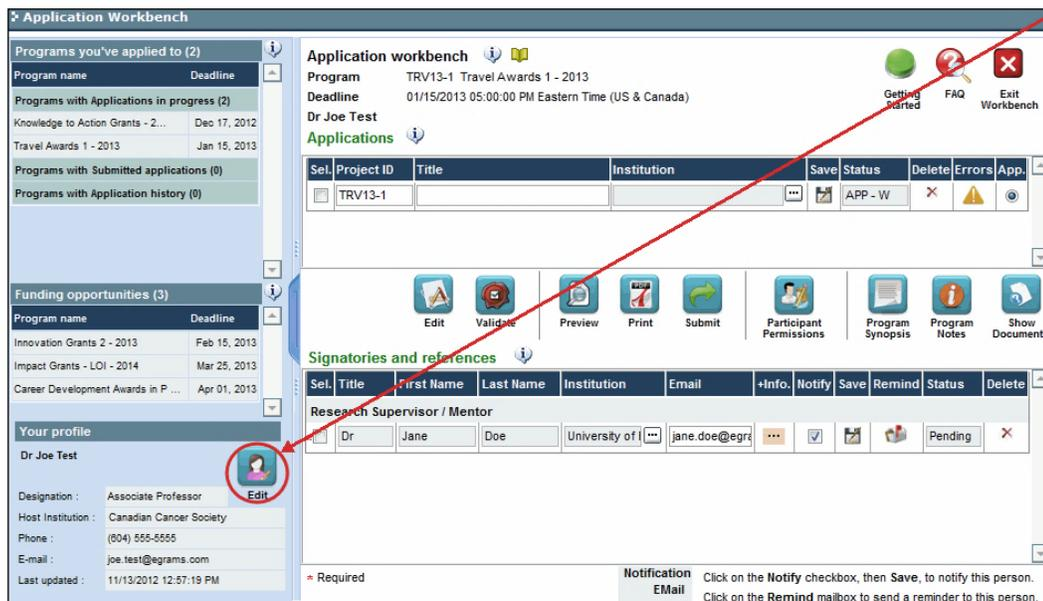 Application Workbench
Programs you've applied to (2)
Program name Deadline
Programs with Applications in progress (2)
Knowledge to Action Grants - 2... Dec 17, 2012
Travel Awards 1 - 2013 Jan 15, 2013
Programs with Submitted applications (0)
Programs with Application history (0)
Funding opportunities (3)
Program name Deadline
Innovation Grants 2 - 2013 Feb 15, 2013
Impact Grants - LOI - 2014 Mar 25, 2013
Career Development Awards in P ... Apr 01, 2013
Your profile
Dr Joe Test
Edit
Designation : Associate Professor
Host Institution : Canadian Cancer Society
Phone : (604) 555-5555
E-mail : joe.test@egrams.com
Last updated : 11/13/2012 12:57:19 PM
Application workbench
Program TRV13-1 Travel Awards 1 - 2013
Deadline 01/15/2013 05:00:00 PM Eastern Time (US & Canada)
Dr Joe Test
Getting Started FAQ Exit Workbench
Applications
Sel. Project ID Title Institution Save Status Delete Errors App.
TRV13-1 ... APP - W
Edit Validate Preview PDF Print Submit Participant Permissions Program Synopsis Program Notes Show Document
Signatories and references
Sel. Title First Name Last Name Institution Email +Info. Notify Save Remind Status Delete
Research Supervisor / Mentor
Dr Jane Doe University of ... jane.doe@egra ... Pending
* Required
Notification EMail
Click on the Notify checkbox, then Save, to notify this person.
Click on the Remind mailbox to send a reminder to this person.